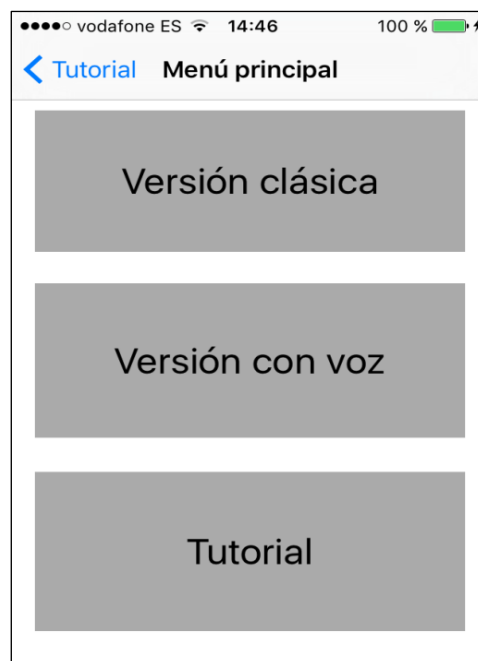 vodafone ES 14:46 100 %
Tutorial Menú principal
Versión clásica
Versión con voz
Tutorial